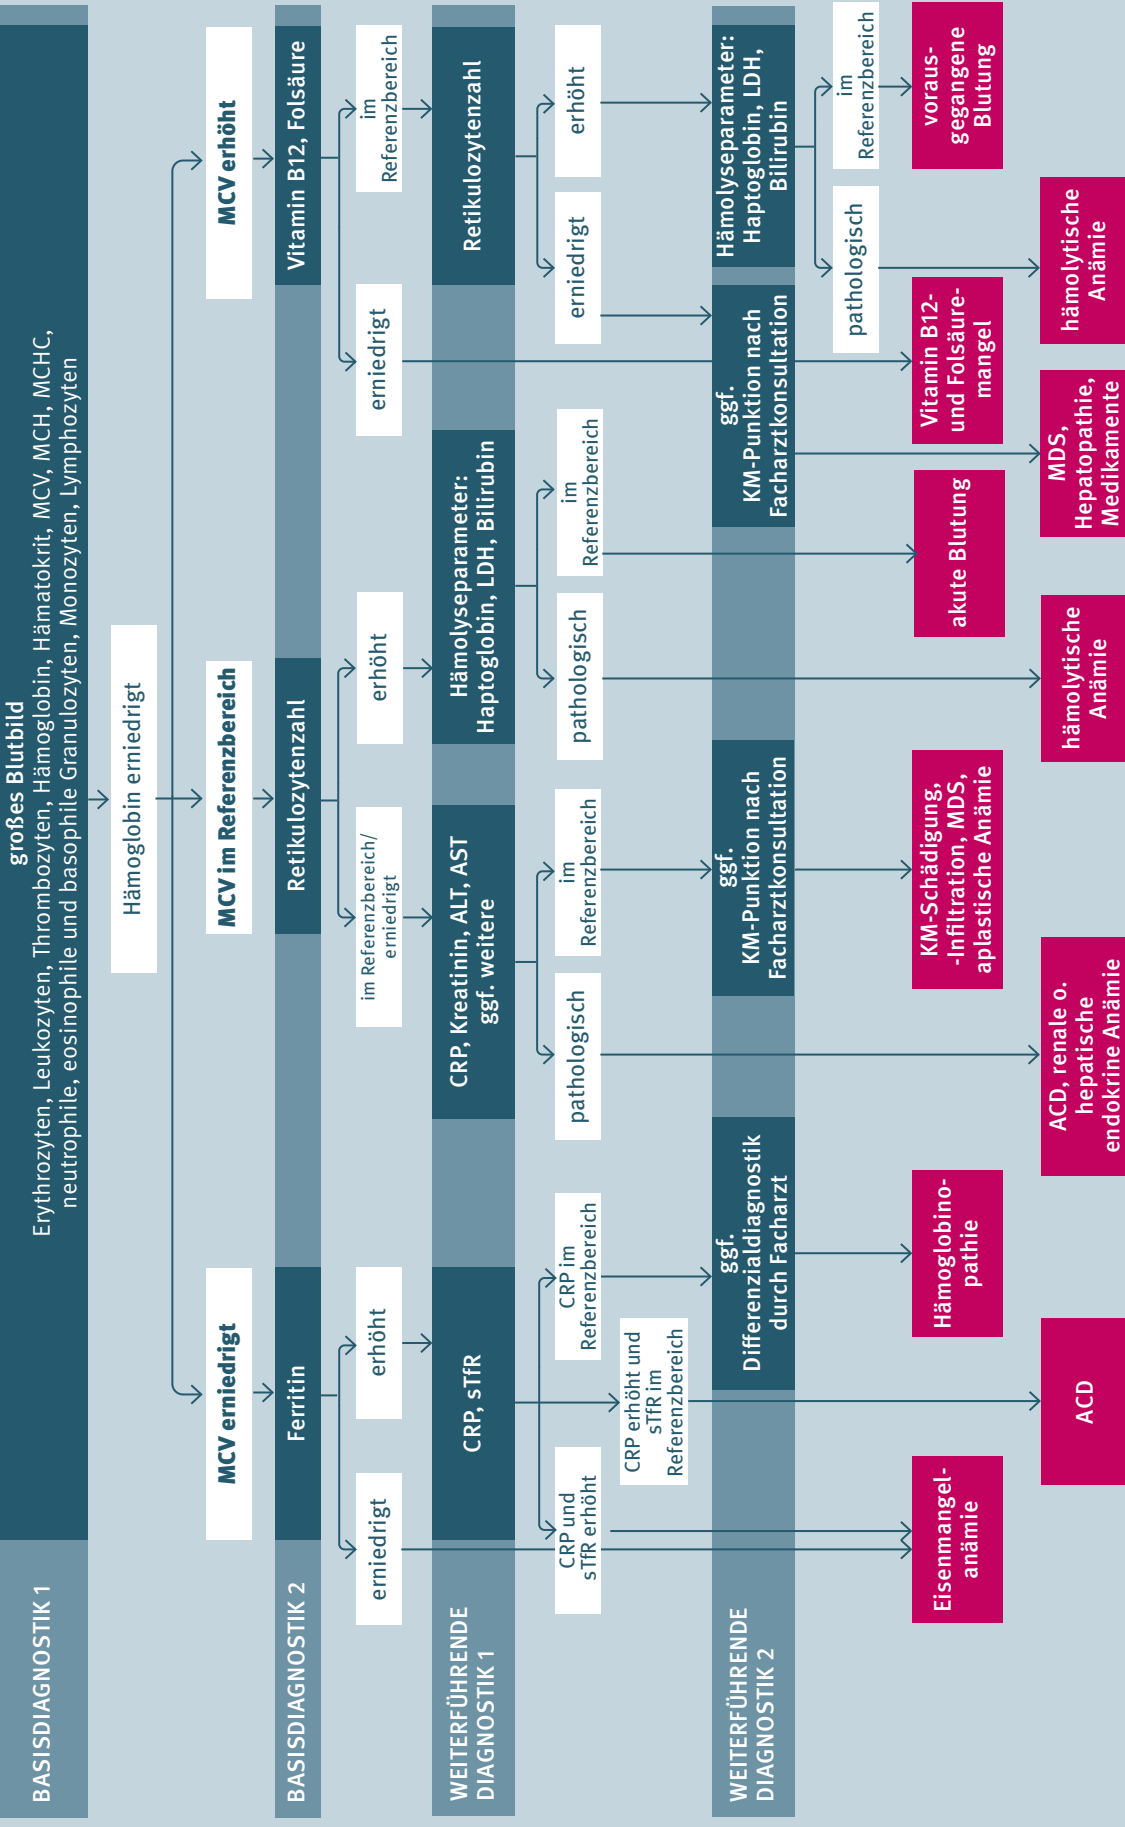 BASISDIAGNOSTIK 1
großes Blutbild
Erythrozyten, Leukozyten, Thrombozyten, Hämoglobin, Hämatokrit, MCV, MCH, MCHC,
neutrophile, eosinophile und basophile Granulozyten, Monozyten, Lymphozyten
Hämoglobin erniedrigt
MCV erniedrigt
MCV im Referenzbereich
MCV erhöht
BASISDIAGNOSTIK 2
Ferritin
Retikulozytenzahl
Vitamin B12, Folsäure
erniedrigt
erhöht
im Referenzbereich/
erniedrigt
erhöht
erniedrigt
im
Referenzbereich
WEITERFÜHRENDE
DIAGNOSTIK 1
CRP, sTfR
CRP, Kreatinin, ALT, AST
ggf. weitere
Hämolyseparameter:
Haptoglobin, LDH, Bilirubin
Retikulozytenzahl
CRP und
sTfR erhöht
CRP erhöht und
sTfR im
Referenzbereich
CRP im
Referenzbereich
pathologisch
im
Referenzbereich
pathologisch
im
Referenzbereich
erniedrigt
erhöht
WEITERFÜHRENDE
DIAGNOSTIK 2
ggf.
Differenzialdiagnostik
durch Facharzt
ggf.
KM-Punktion nach
Facharztkonsultation
ggf.
KM-Punktion nach
Facharztkonsultation
Hämolyseparameter:
Haptoglobin, LDH,
Bilirubin
pathologisch
im
Referenzbereich
Eisenmangel-
anämie
ACD
Hämoglobino-
pathie
ACD, renale o.
hepatische
endokrine Anämie
KM-Schädigung,
-Infiltration, MDS,
aplastische Anämie
hämolytische
Anämie
akute Blutung
MDS,
Hepatopathie,
Medikamente
Vitamin B12-
und Folsäure-
mangel
hämolytische
Anämie
voraus-
gegangene
Blutung